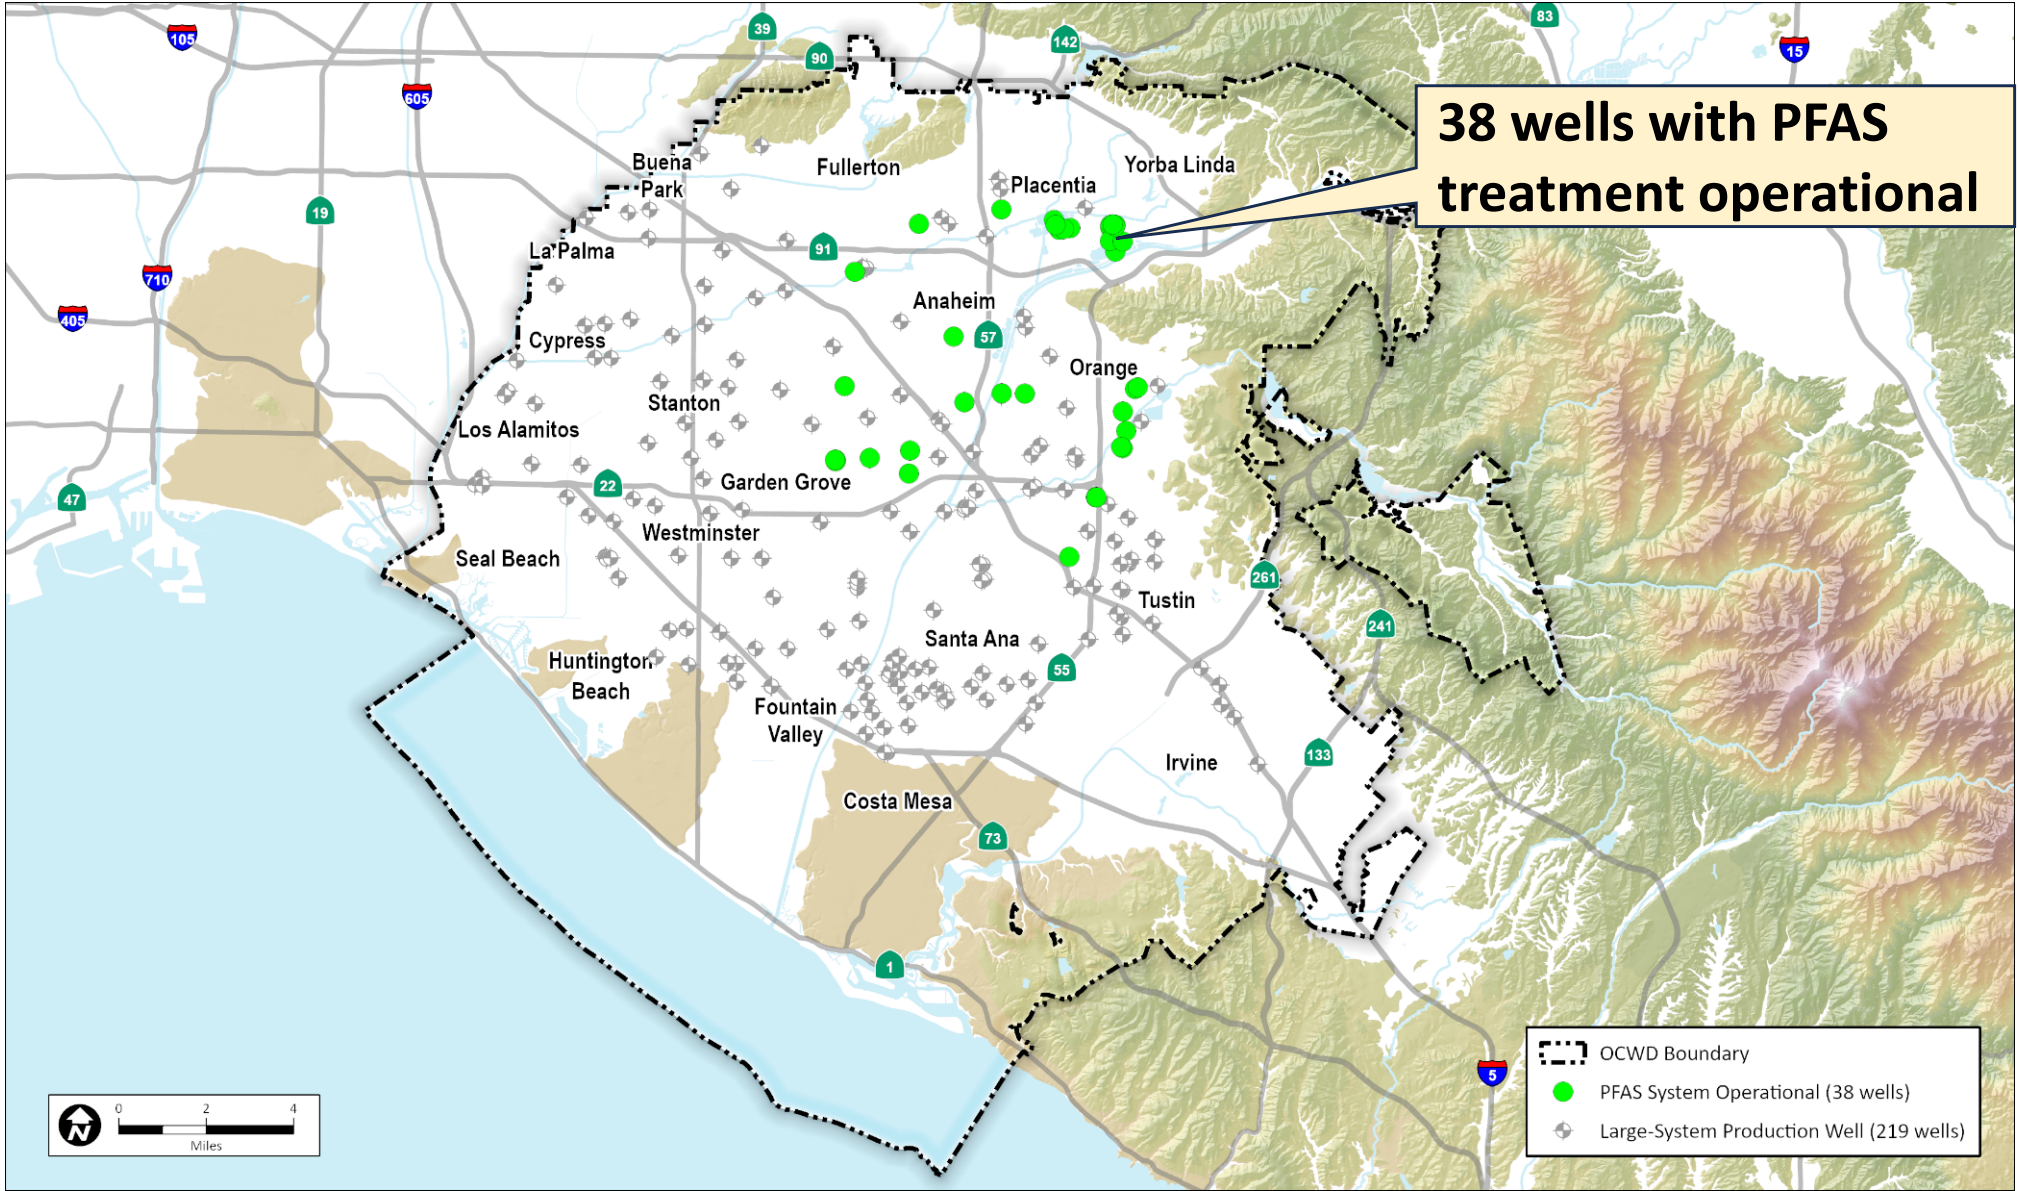 39
83
142
105
15
90
605
38 wells with PFAS
treatment operational
Buena
Park
Fullerton
Yorba Linda
Placentia
19
91
La Palma
710
405
Anaheim
57
Cypress
Orange
Stanton
Los Alamitos
22
Garden Grove
47
Westminster
Seal Beach
261
Tustin
241
Santa Ana
55
Huntington
Beach
Fountain
Valley
133
Irvine
Costa Mesa
73
1
5
OCWD Boundary
PFAS System Operational (38 wells)
Large-System Production Well (219 wells)
N
0 2 4
Miles